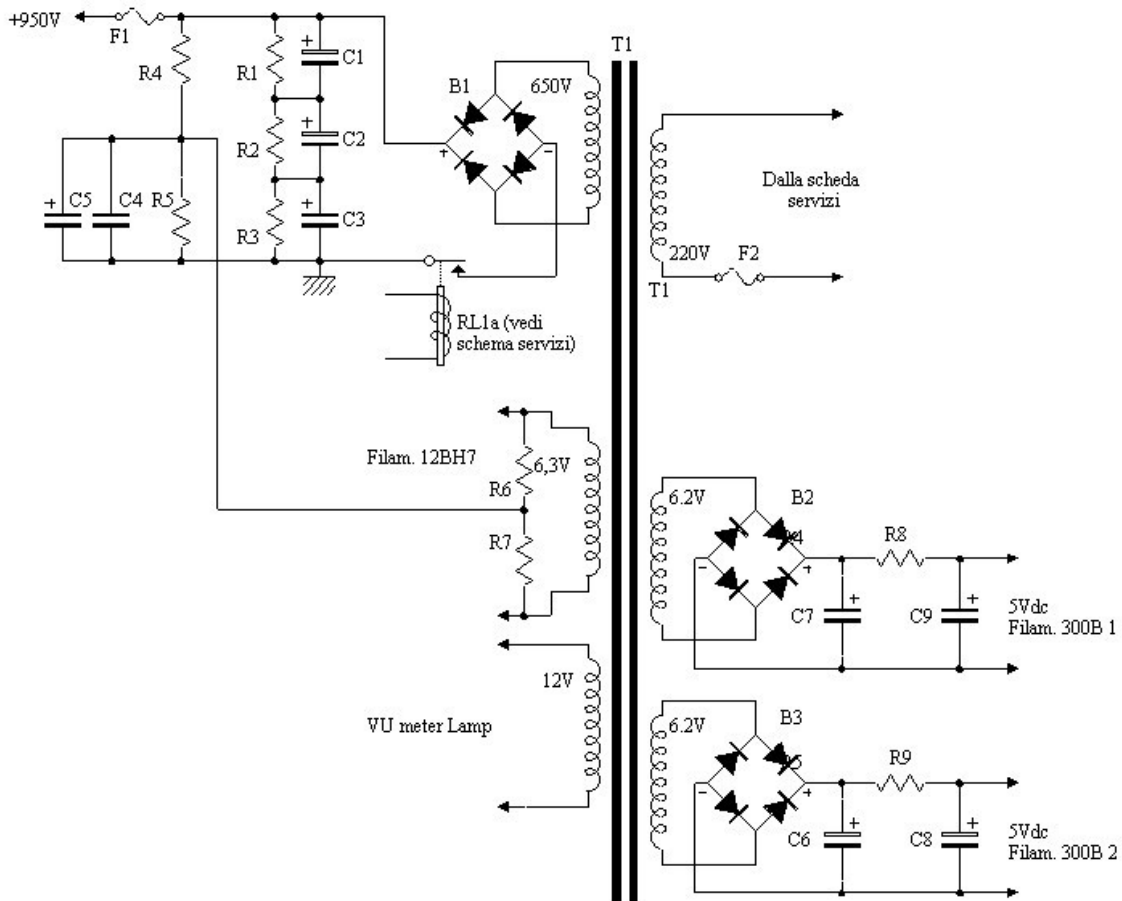 +950V
F1
T1
R4
R1
C1
B1
650V
R2
C2
+
-
Dalla scheda
servizi
+
C5
C4
R5
R3
C3
+
+
+
220V
F2
T1
RL1a (vedi
schema servizi)
Filam. 12BH7
6,3V
R6
R7
6.2V
B2
R8
-
+
C7
+
C9
+
5Vdc
Filam. 300B 1
12V
VU meter Lamp
6.2V
B3
R9
-
+
C6
+
C8
+
5Vdc
Filam. 300B 2